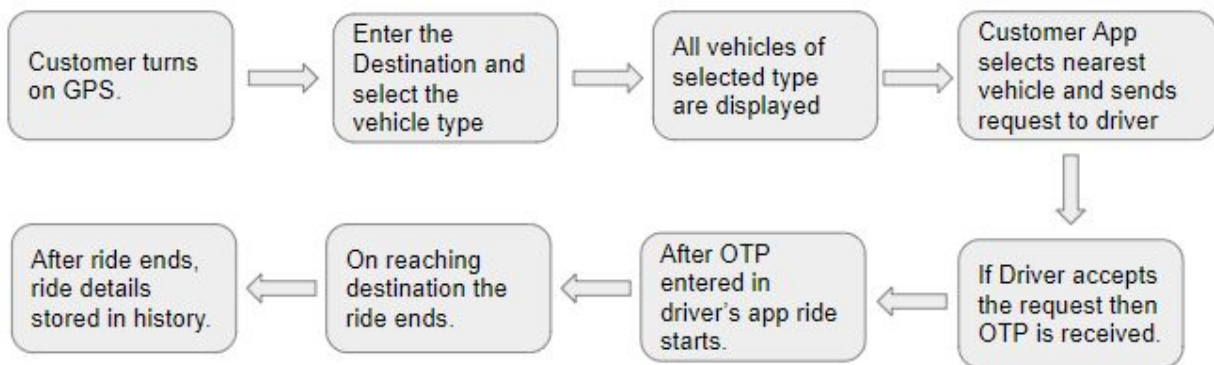 Customer turns
on GPS.
Enter the
Destination and
select the
vehicle type
All vehicles of
selected type
are displayed
Customer App
selects nearest
vehicle and sends
request to driver
If Driver accepts
the request then
OTP is received.
After OTP
entered in
driver's app ride
starts.
On reaching
destination the
ride ends.
After ride ends,
ride details
stored in history.